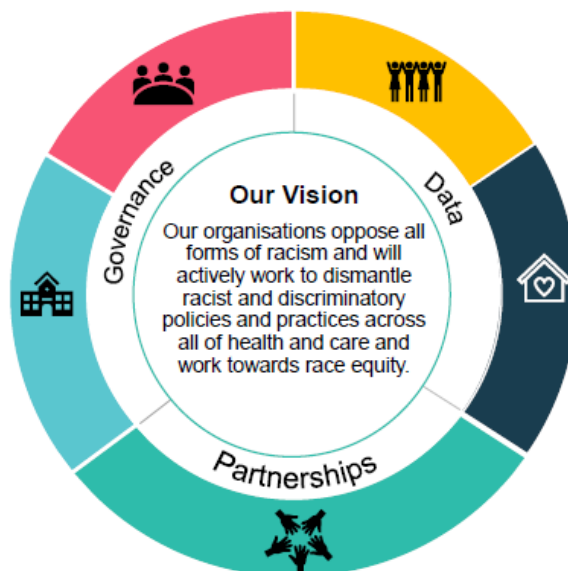 Governance
Data
Our Vision
Our organisations oppose all
forms of racism and will
actively work to dismantle
racist and discriminatory
policies and practices across
all of health and care and
work towards race equity.
Partnerships